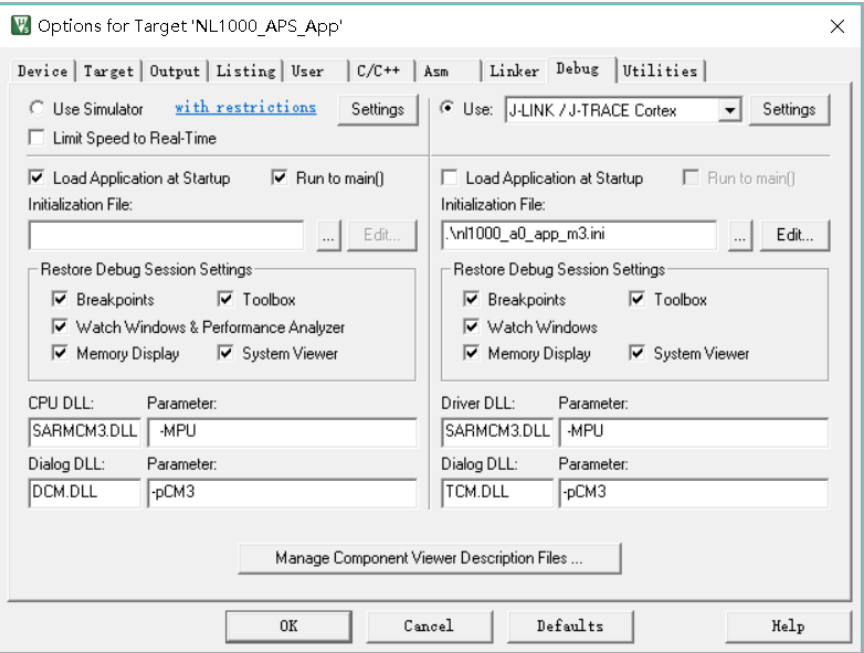 Options for Target 'NL1000_APS_App'
Device Target Output Listing User C/C++ Asm Linker Debug Utilities
Use Simulator with restrictions Settings
Limit Speed to Real-Time
Use: J-LINK / J-TRACE Cortex Settings
Load Application at Startup Run to main()
Initialization File:
... Edit...
Load Application at Startup Run to main()
Initialization File:
.\nl1000_a0_app_m3.ini ... Edit...
Restore Debug Session Settings
Breakpoints Toolbox
Watch Windows & Performance Analyzer
Memory Display System Viewer
Restore Debug Session Settings
Breakpoints Toolbox
Watch Windows
Memory Display System Viewer
CPU DLL: Parameter:
SARMCM3.DLL -MPU
Dialog DLL: Parameter:
DCM.DLL -pCM3
Driver DLL: Parameter:
SARMCM3.DLL -MPU
Dialog DLL: Parameter:
TCM.DLL -pCM3
Manage Component Viewer Description Files ...
OK Cancel Defaults Help